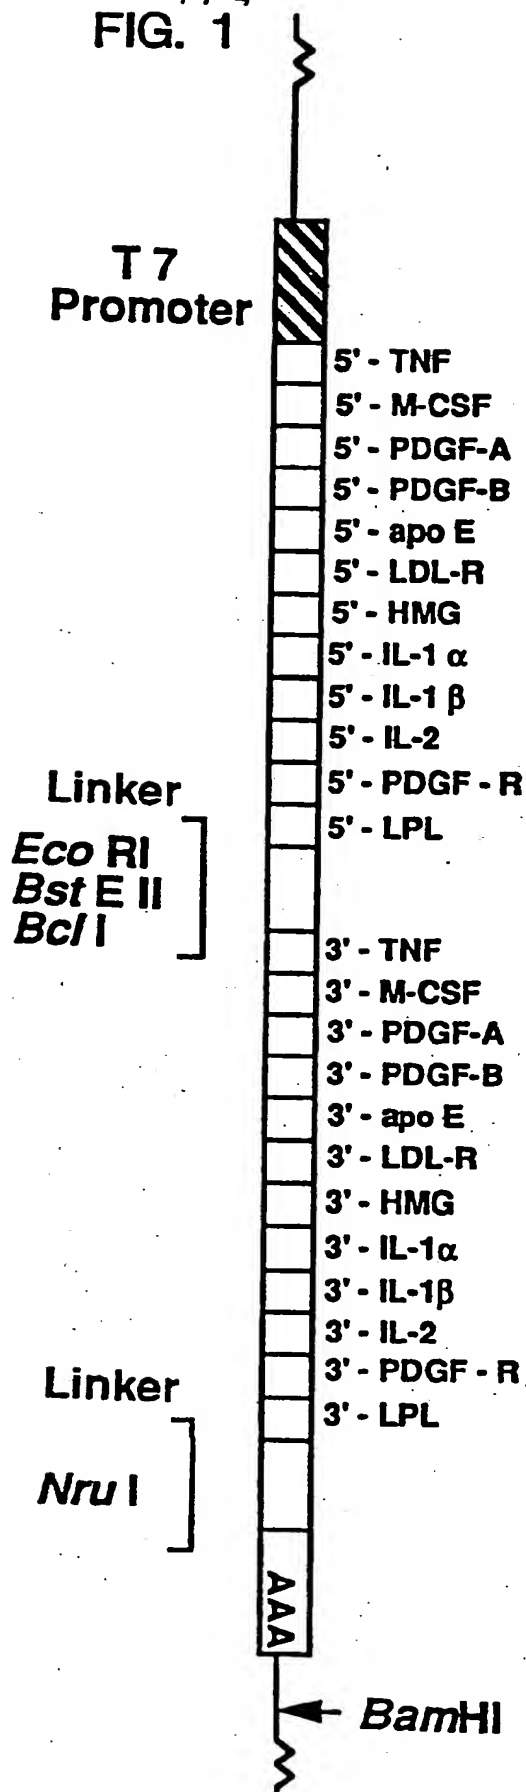 FIG. 1
T 7
Promoter
5' - TNF
5' - M-CSF
5' - PDGF-A
5' - PDGF-B
5' - apo E
5' - LDL-R
5' - HMG
5' - IL-1 α
5' - IL-1 β
5' - IL-2
5' - PDGF - R
5' - LPL
Linker
Eco RI
Bst E II
Bcl I
3' - TNF
3' - M-CSF
3' - PDGF-A
3' - PDGF-B
3' - apo E
3' - LDL-R
3' - HMG
3' - IL-1α
3' - IL-1β
3' - IL-2
3' - PDGF - R
3' - LPL
Linker
Nru I
AAA
BamHI